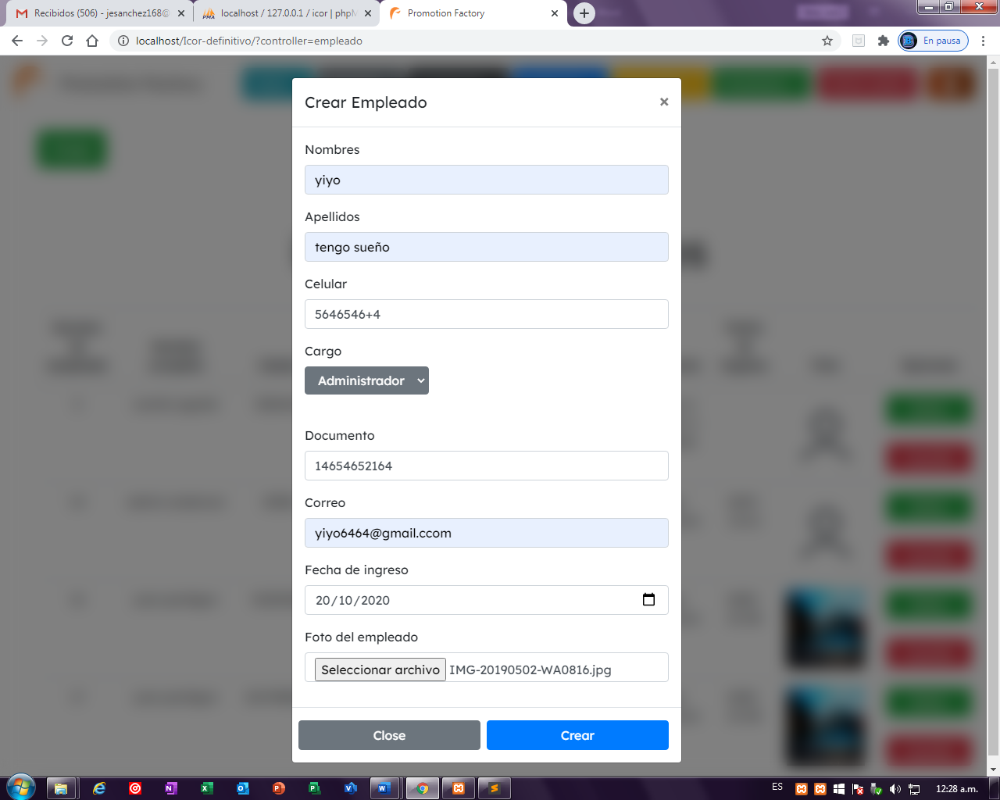 Recibidos (506) - jesanchez168@
localhost / 127.0.0.1 / icor | phpM
Promotion Factory
localhost/Icor-definitivo/?controller=empleado
En pausa
Crear Empleado
Nombres
yiyo
Apellidos
tengo sueño
Celular
5646546+4
Cargo
Administrador
Documento
14654652164
Correo
yiyo6464@gmail.ccom
Fecha de ingreso
20/10/2020
Foto del empleado
Seleccionar archivo IMG-20190502-WA0816.jpg
Close Crear
ES 12:28 a.m.